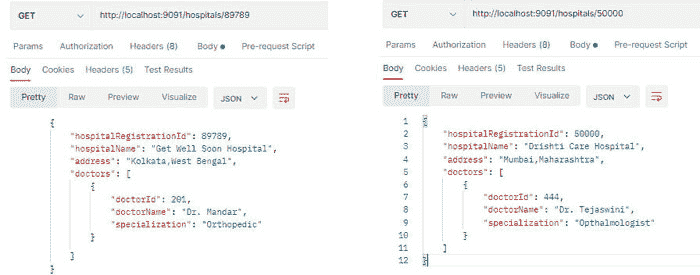 GET http://localhost:9091/hospitals/89789
Params Authorization Headers (8) Body Pre-request Script
Body Cookies Headers (5) Test Results
Pretty Raw Preview Visualize JSON
{
"hospitalRegistrationId": 89789,
"hospitalName": "Get Well Soon Hospital",
"address": "Kolkata,West Bengal",
"doctors": [
{
"doctorId": 201,
"doctorName": "Dr. Mandar",
"specialization": "Orthopedic"
}
]
}
GET http://localhost:9091/hospitals/50000
Params Authorization Headers (8) Body Pre-request Script
Body Cookies Headers (5) Test Results
Pretty Raw Preview Visualize JSON
1 {
2 "hospitalRegistrationId": 50000,
3 "hospitalName": "Drishti Care Hospital",
4 "address": "Mumbai,Maharashtra",
5 "doctors": [
6 {
7 "doctorId": 444,
8 "doctorName": "Dr. Tejaswini",
9 "specialization": "Opthalmologist"
10 }
11 ]
12 }